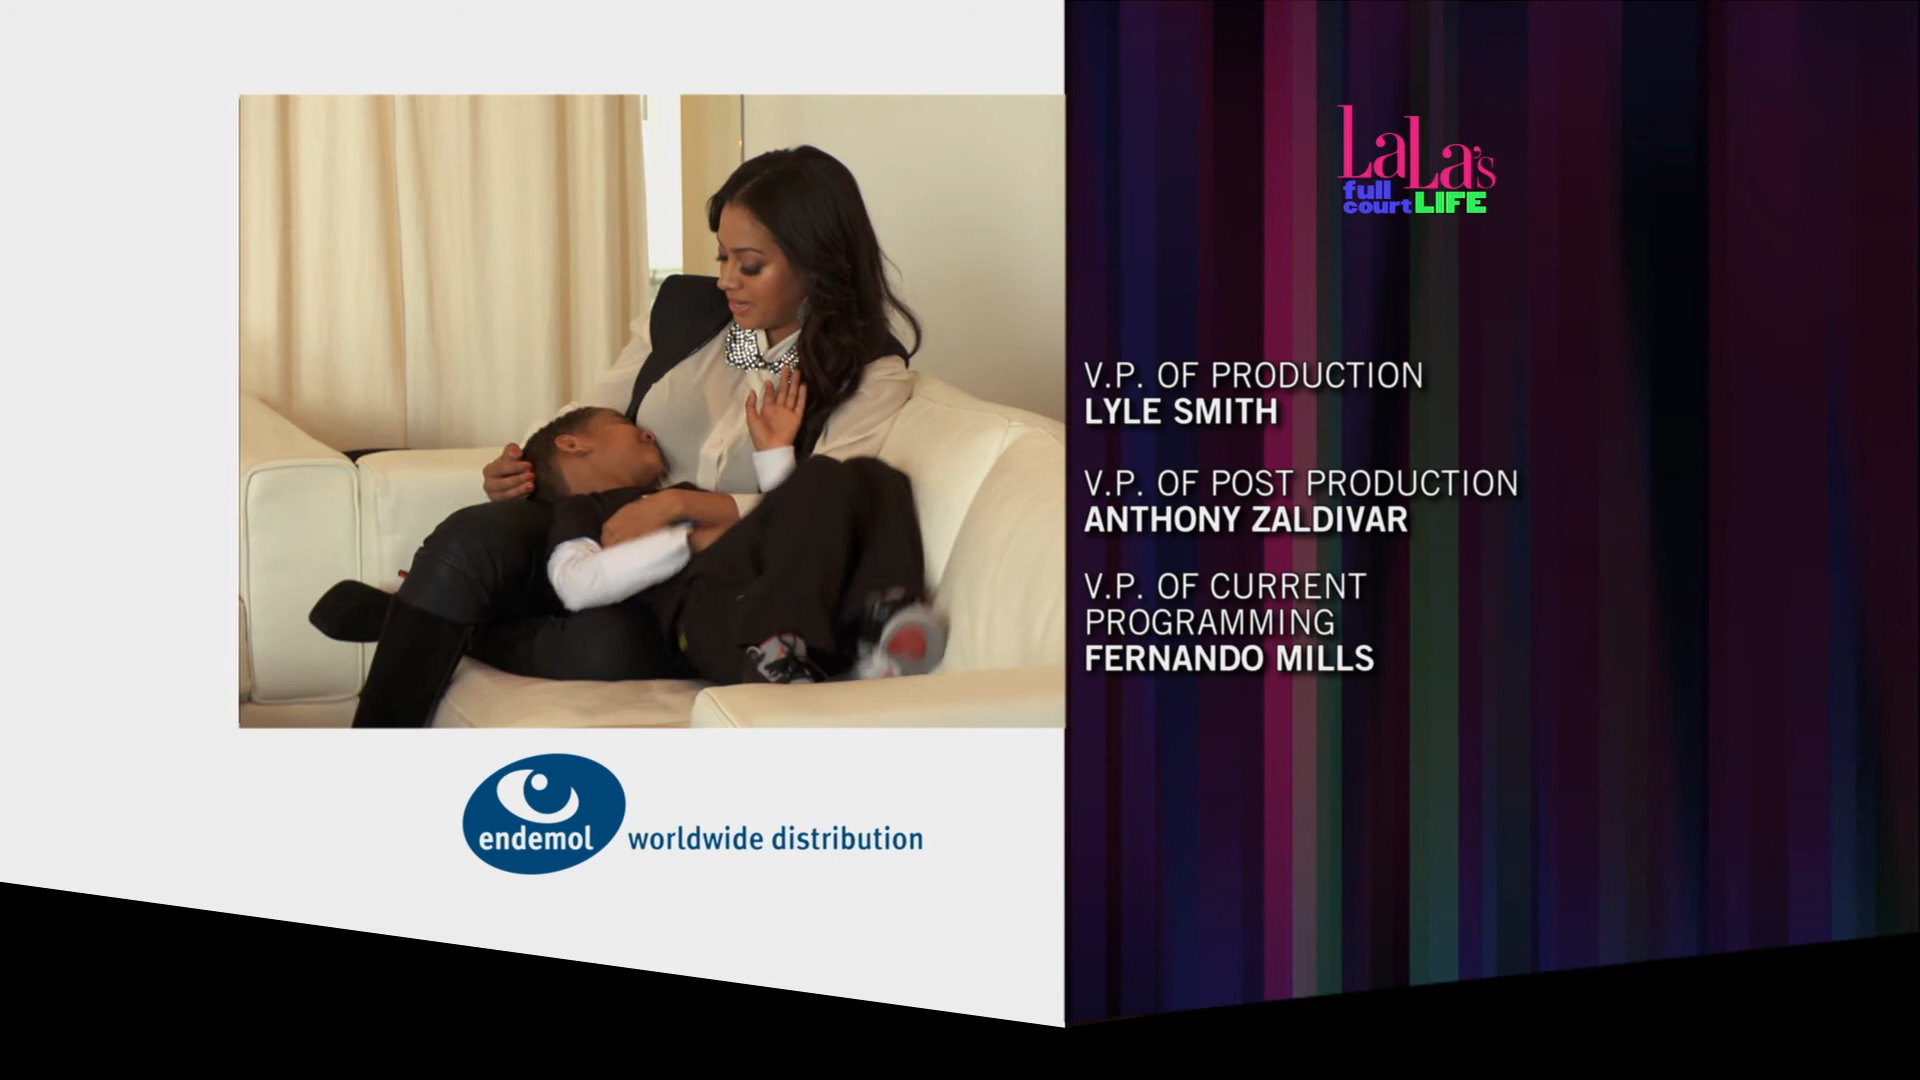 LaLa's
full
court LIFE
V.P. OF PRODUCTION
LYLE SMITH
V.P. OF POST PRODUCTION
ANTHONY ZALDIVAR
V.P. OF CURRENT
PROGRAMMING
FERNANDO MILLS
endemol worldwide distribution